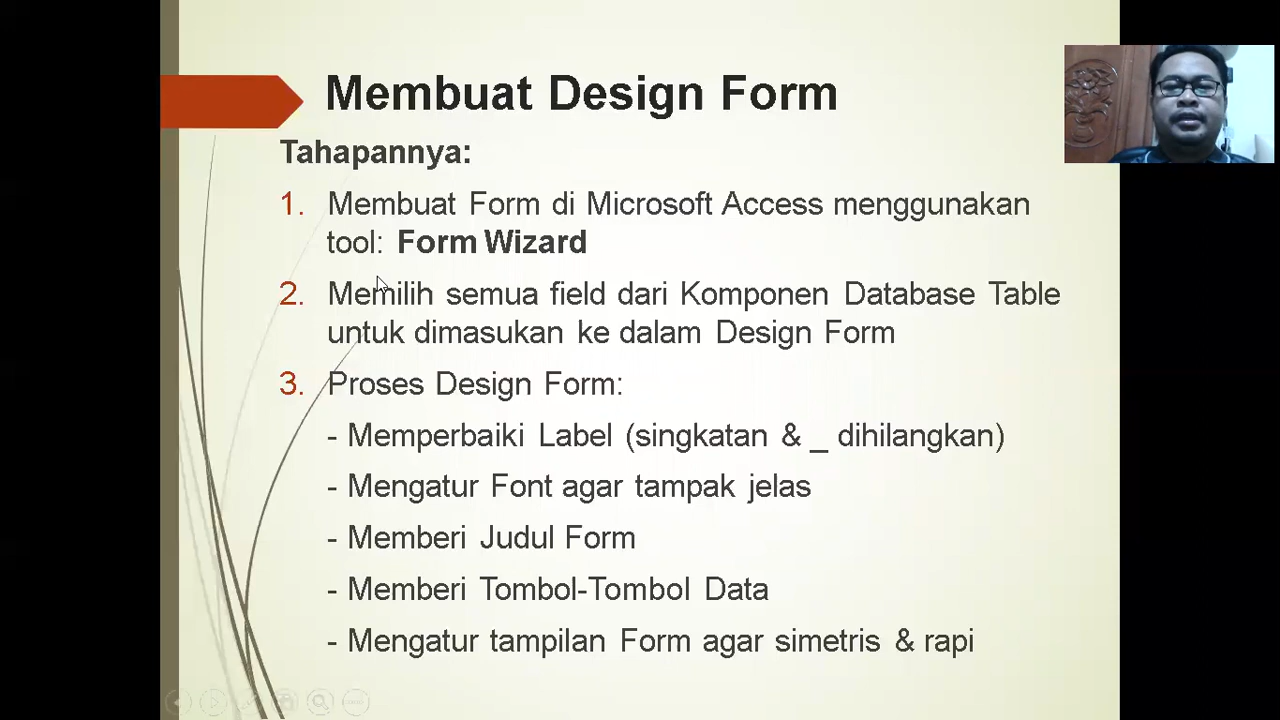 Membuat Design Form
Tahapannya:
1. Membuat Form di Microsoft Access menggunakan
tool: Form Wizard
2. Memilih semua field dari Komponen Database Table
untuk dimasukan ke dalam Design Form
3. Proses Design Form:
- Memperbaiki Label (singkatan & _ dihilangkan)
- Mengatur Font agar tampak jelas
- Memberi Judul Form
- Memberi Tombol-Tombol Data
- Mengatur tampilan Form agar simetris & rapi